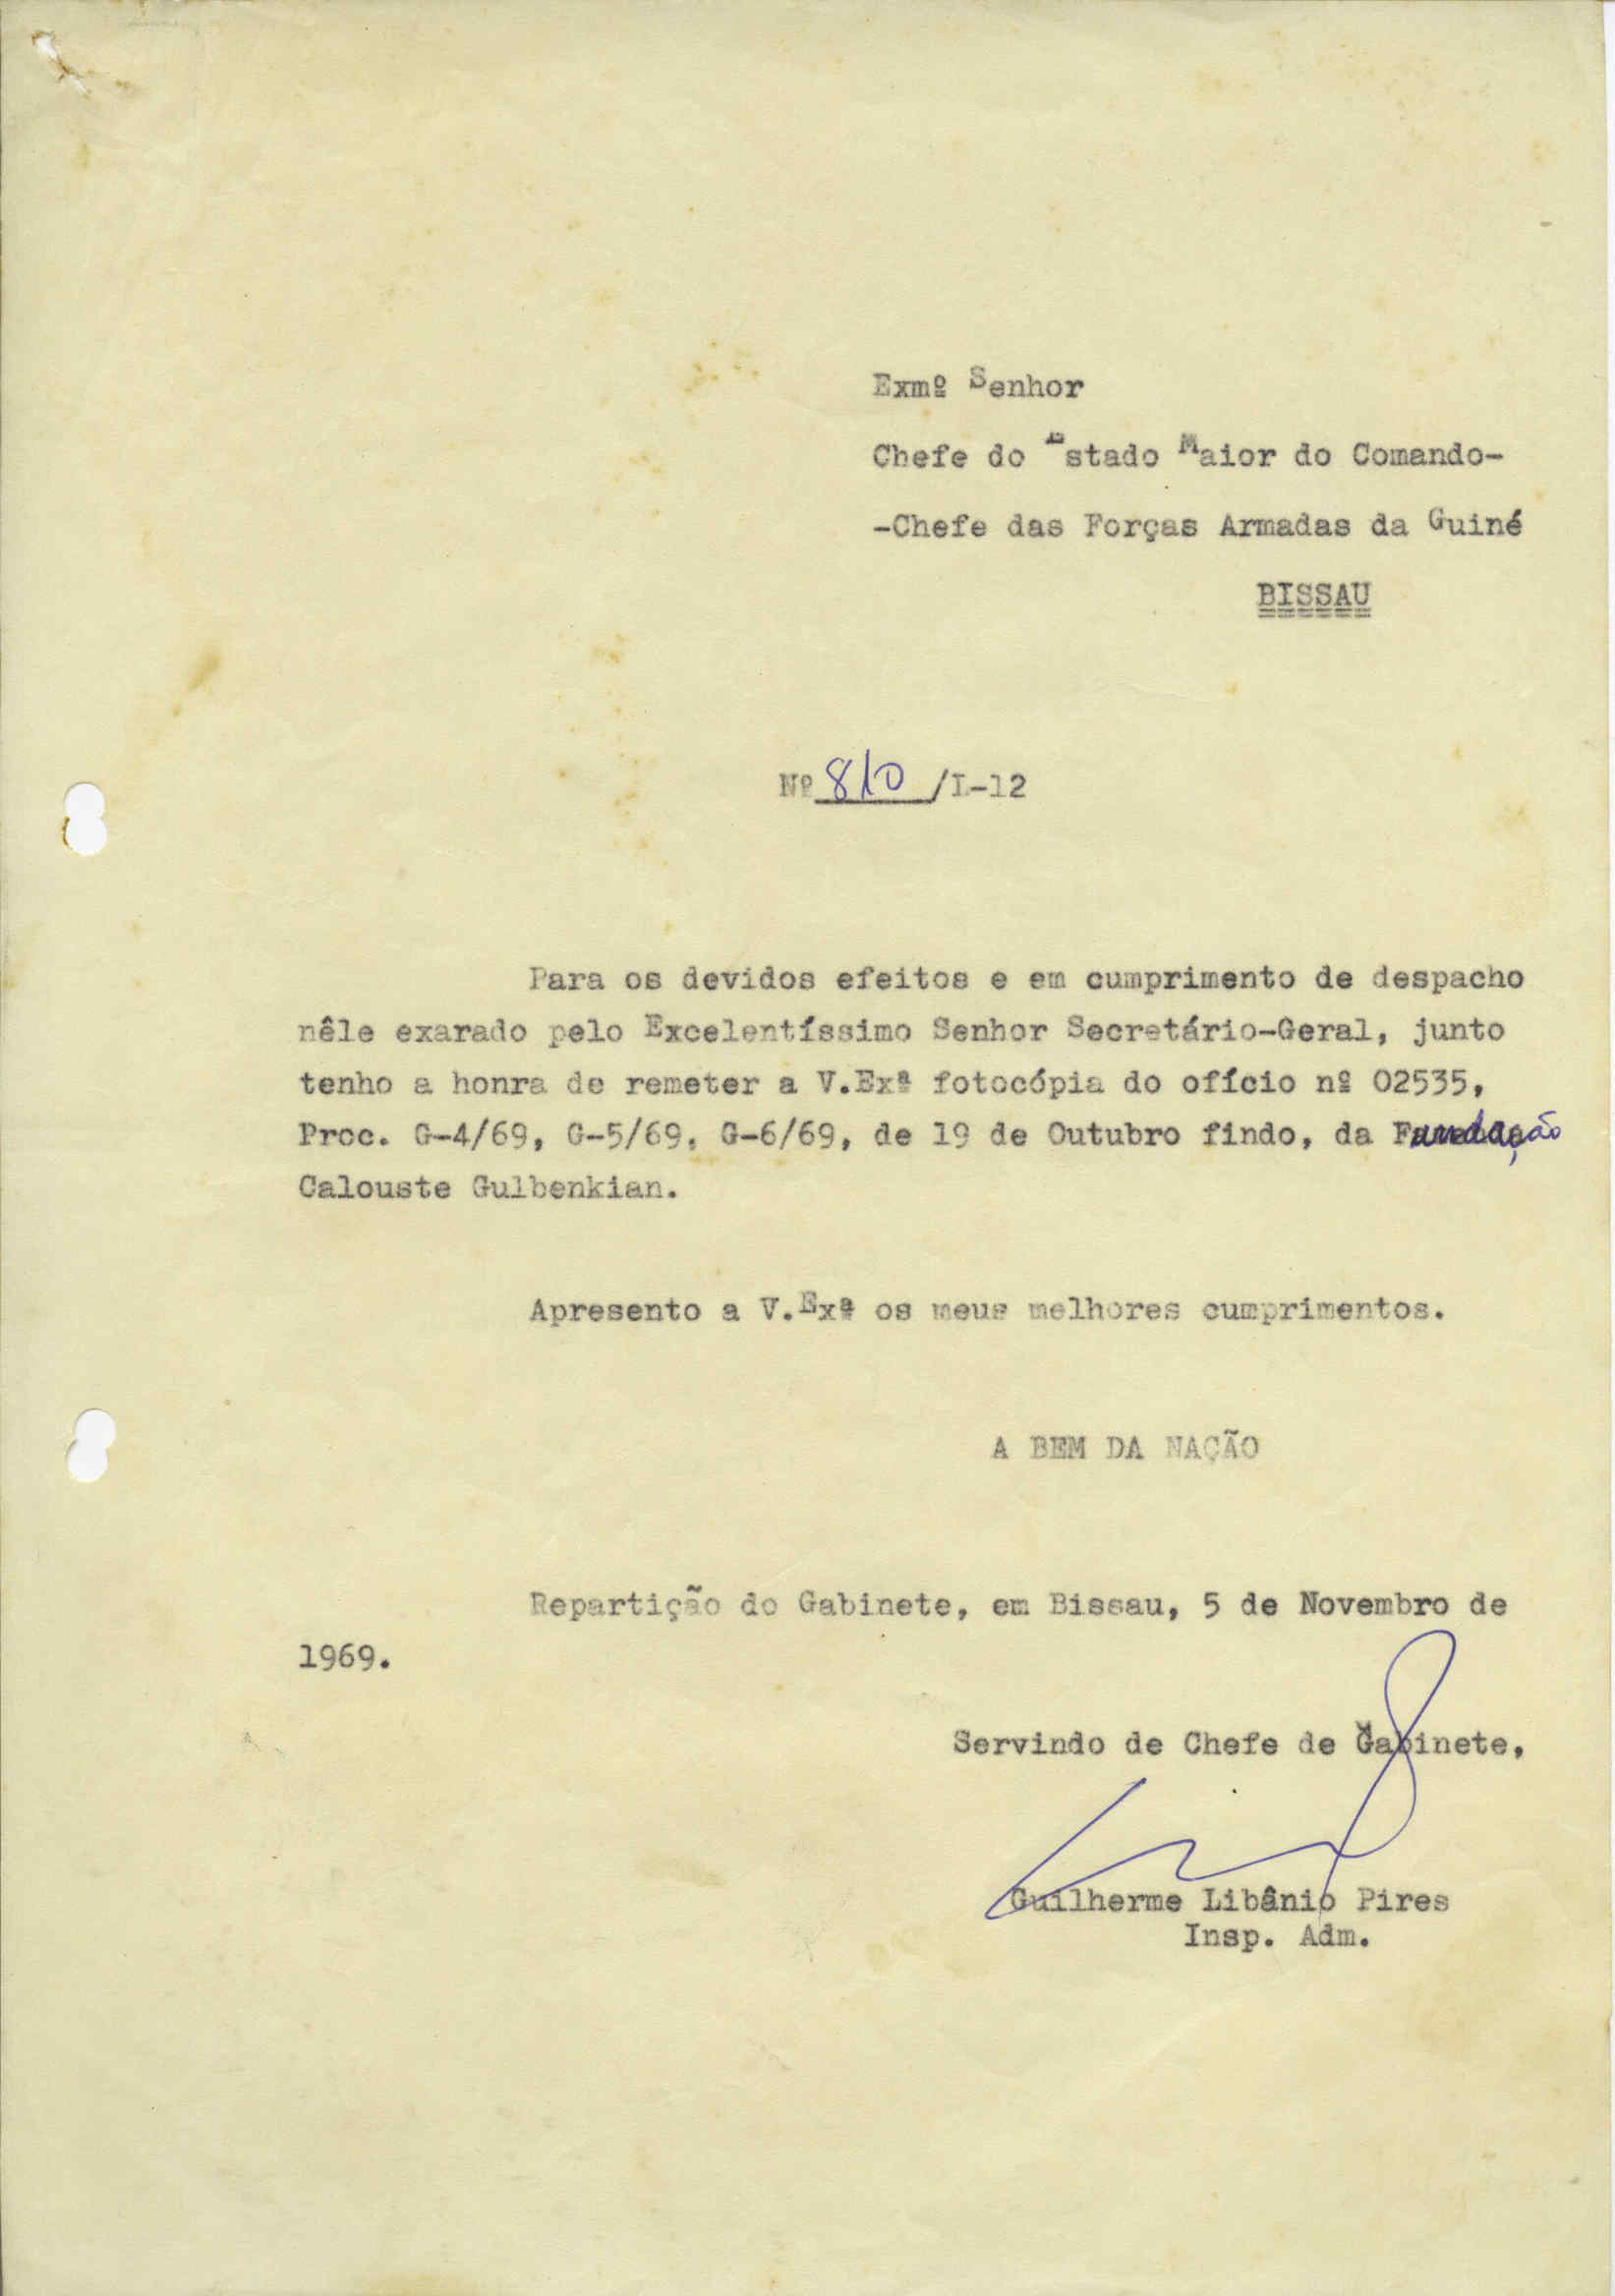 Exmº Senhor
Chefe do Estado Maior do Comando-
-Chefe das Forças Armadas da Guiné
BISSAU
Nº 810 /L-12
Para os devidos efeitos e em cumprimento de despacho
nêle exarado pelo Excelentíssimo Senhor Secretário-Geral, junto
tenho a honra de remeter a V.Exª fotocópia do ofício nº 02535,
Proc. G-4/69, G-5/69, G-6/69, de 19 de Outubro findo, da Fundação
Calouste Gulbenkian.
Apresento a V.Exª os meus melhores cumprimentos.
A BEM DA NAÇÃO
Repartição do Gabinete, em Bissau, 5 de Novembro de
1969.
Servindo de Chefe de Gabinete,
Guilherme Libânio Pires
Insp. Adm.